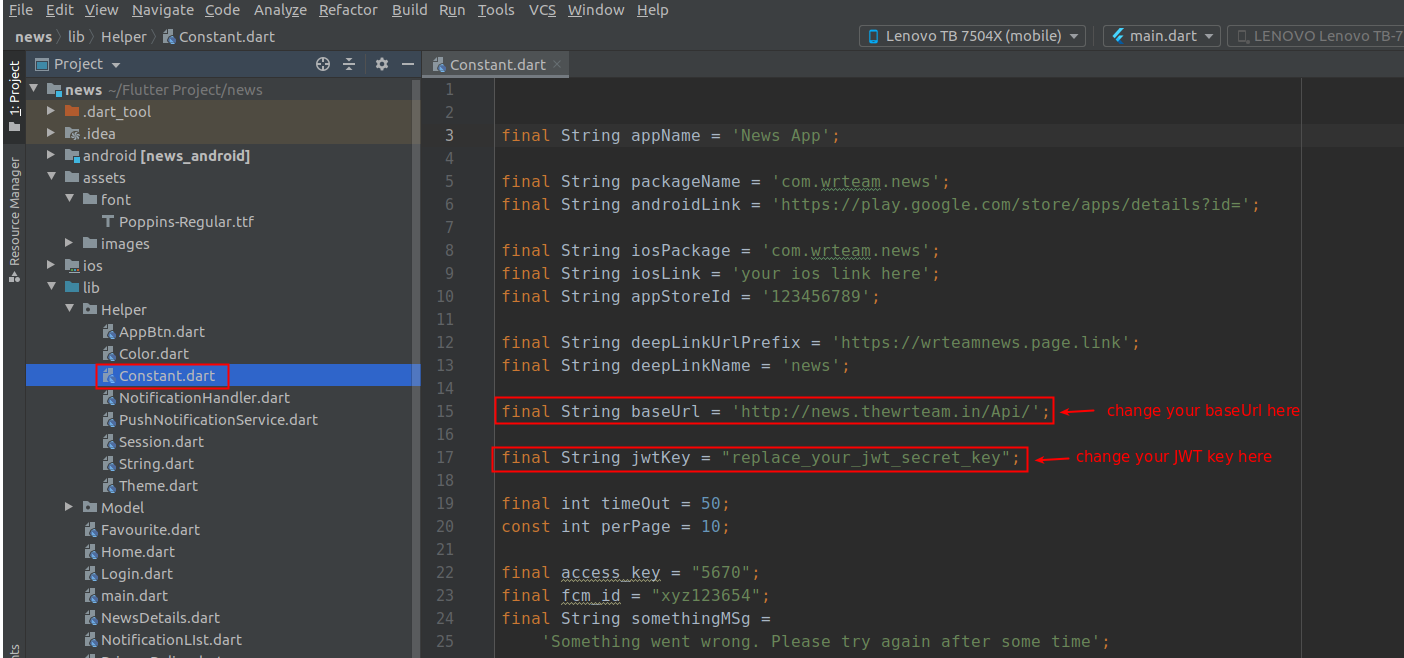 File Edit View Navigate Code Analyze Refactor Build Run Tools VCS Window Help
news lib Helper Constant.dart
Lenovo TB 7504X (mobile) main.dart LENOVO Lenovo TB-7
Project
Constant.dart
1: Project
Resource Manager
news ~/Flutter Project/news
.dart_tool
.idea
android [news_android]
assets
font
Poppins-Regular.ttf
images
ios
lib
Helper
AppBtn.dart
Color.dart
Constant.dart
NotificationHandler.dart
PushNotificationService.dart
Session.dart
String.dart
Theme.dart
Model
Favourite.dart
Home.dart
Login.dart
main.dart
NewsDetails.dart
NotificationLIst.dart
1
2
3 final String appName = 'News App';
4
5 final String packageName = 'com.wrteam.news';
6 final String androidLink = 'https://play.google.com/store/apps/details?id=';
7
8 final String iosPackage = 'com.wrteam.news';
9 final String iosLink = 'your ios link here';
10 final String appStoreId = '123456789';
11
12 final String deepLinkUrlPrefix = 'https://wrteamnews.page.link';
13 final String deepLinkName = 'news';
14
15 final String baseUrl = 'http://news.thewrteam.in/Api/'; change your baseUrl here
16
17 final String jwtKey = "replace_your_jwt_secret_key"; change your JWT key here
18
19 final int timeOut = 50;
20 const int perPage = 10;
21
22 final access_key = "5670";
23 final fcm_id = "xyz123654";
24 final String somethingMSg =
25 'Something went wrong. Please try again after some time';